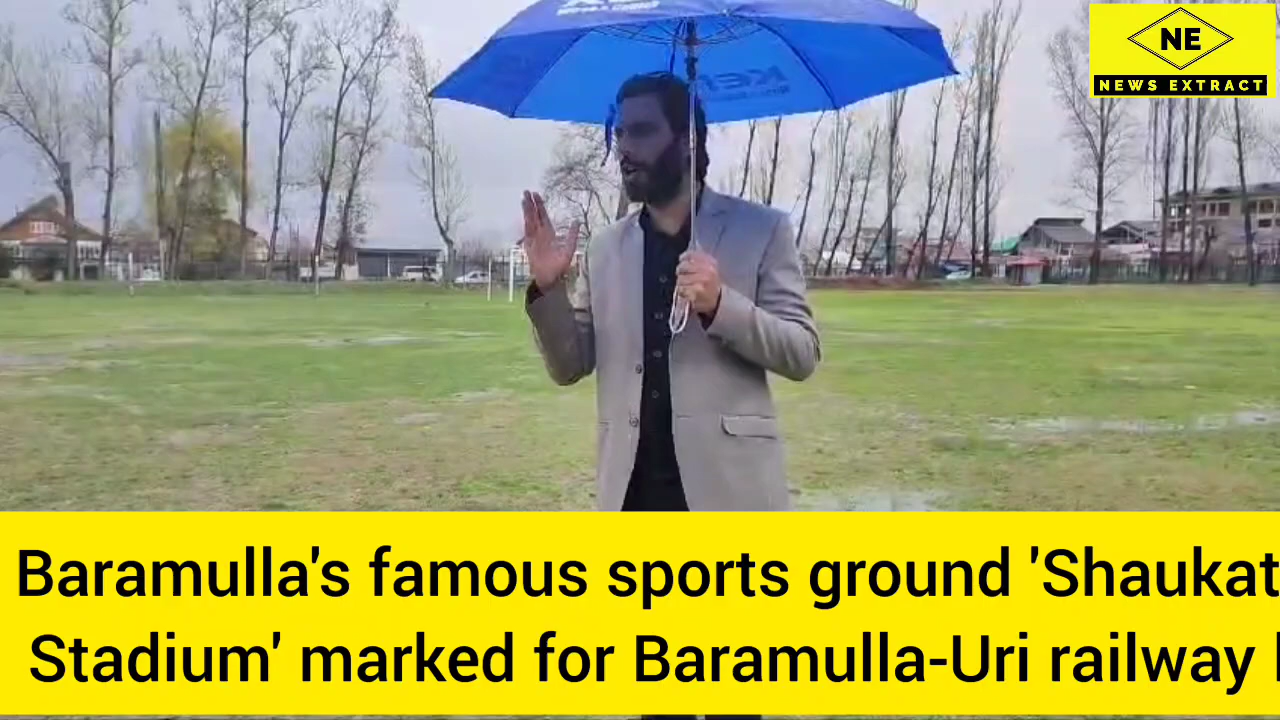 NE
NEWS EXTRACT
Baramulla's famous sports ground 'Shaukat
Stadium' marked for Baramulla-Uri railway